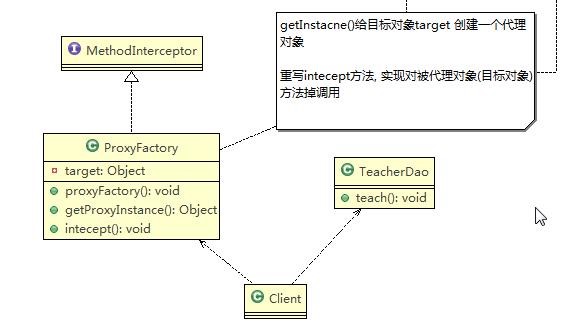 getInstacne()给目标对象target 创建一个代理
对象
重写intecept方法, 实现对被代理对象(目标对象)
方法掉调用
I MethodInterceptor
C ProxyFactory
target: Object
proxyFactory(): void
getProxyInstance(): Object
intecept(): void
C TeacherDao
teach(): void
C Client